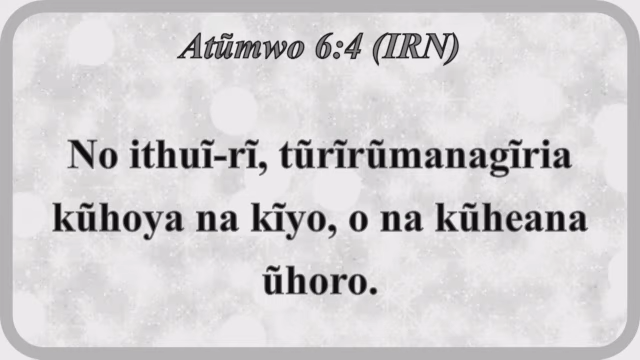 Atũmwo 6:4 (IRN)
No ithuĩ-rĩ, tũrĩrũmanagĩria
kũhoya na kĩyo, o na kũheana
ũhoro.